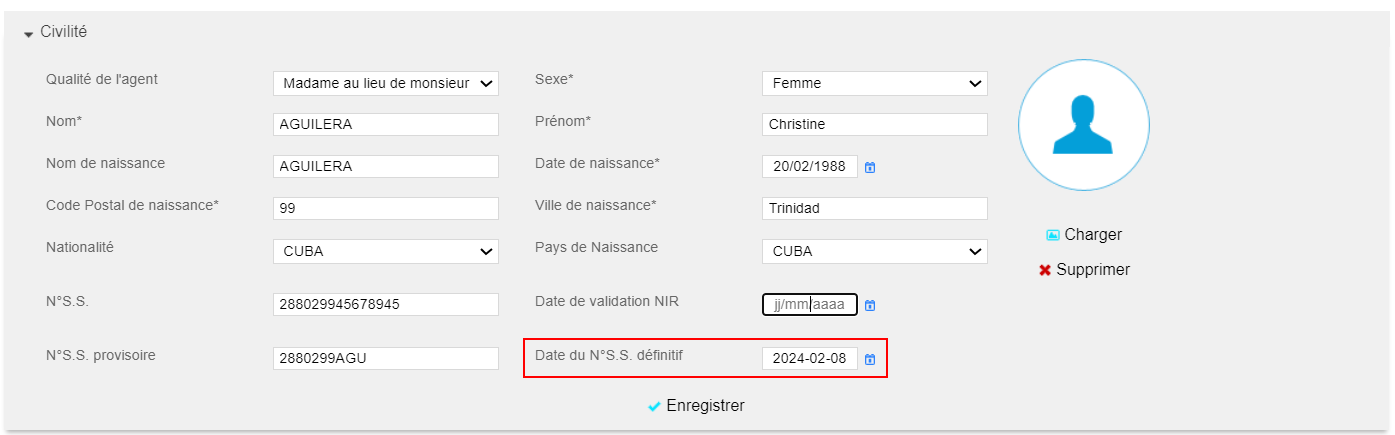 Civilité
Qualité de l'agent Madame au lieu de monsieur Sexe* Femme
Nom* AGUILERA Prénom* Christine
Nom de naissance AGUILERA Date de naissance* 20/02/1988
Code Postal de naissance* 99 Ville de naissance* Trinidad
Charger
Nationalité CUBA Pays de Naissance CUBA
Supprimer
N°S.S. 288029945678945 Date de validation NIR jj/mm/aaaa
N°S.S. provisoire 2880299AGU Date du N°S.S. définitif 2024-02-08
Enregistrer